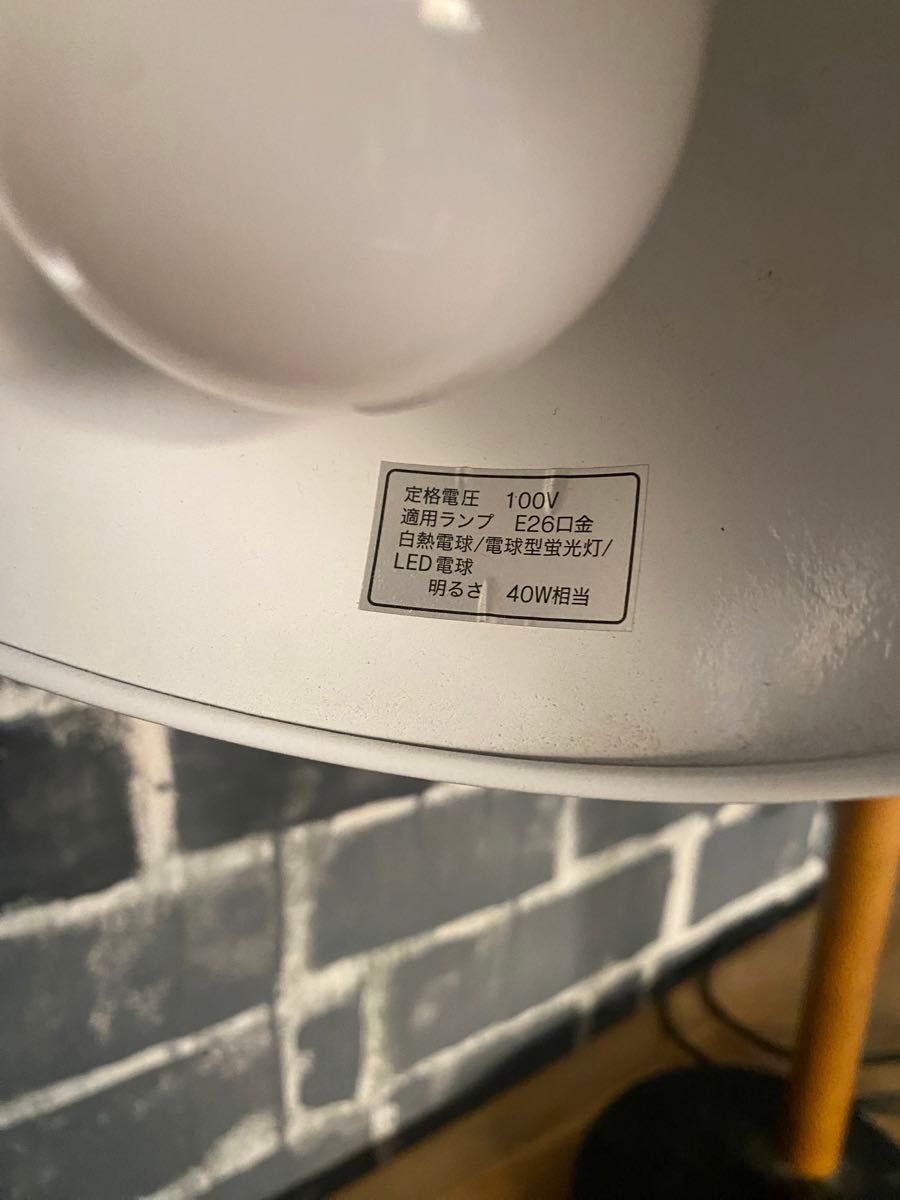 定格電圧 100V
適用ランプ E26口金
白熱電球/電球型蛍光灯/
LED電球
明るさ 40W相当